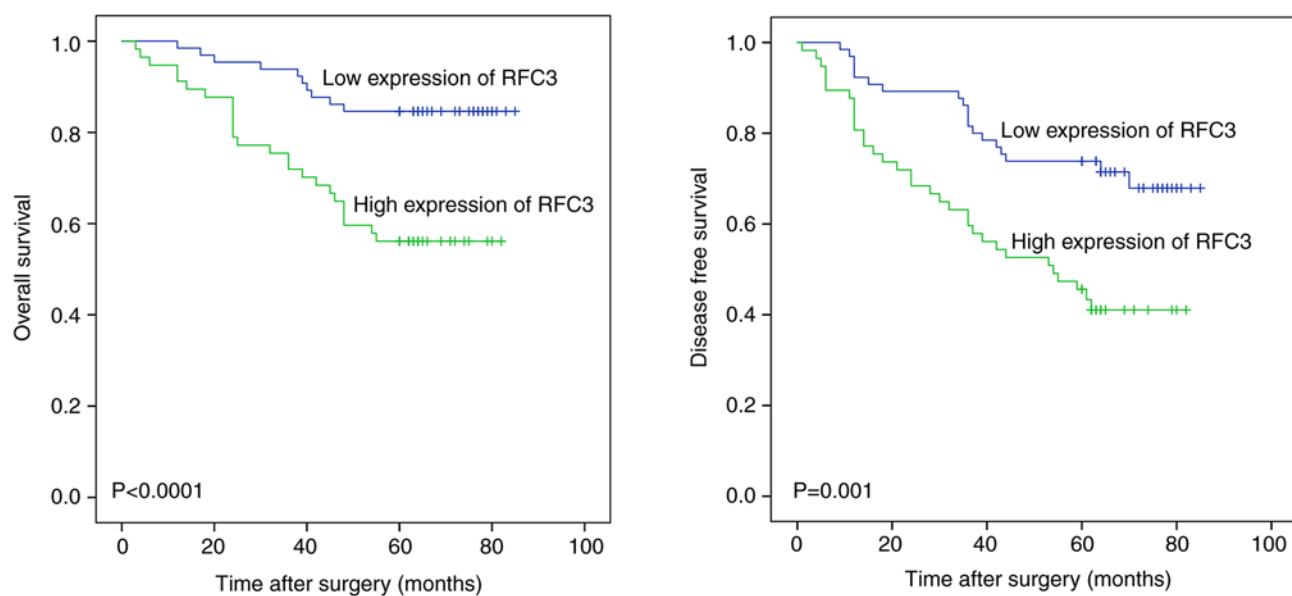 1.0
0.8
0.6
0.4
0.2
0.0
Overall survival
Low expression of RFC3
High expression of RFC3
P<0.0001
0 20 40 60 80 100
Time after surgery (months)
1.0
0.8
0.6
0.4
0.2
0.0
Disease free survival
Low expression of RFC3
High expression of RFC3
P=0.001
0 20 40 60 80 100
Time after surgery (months)